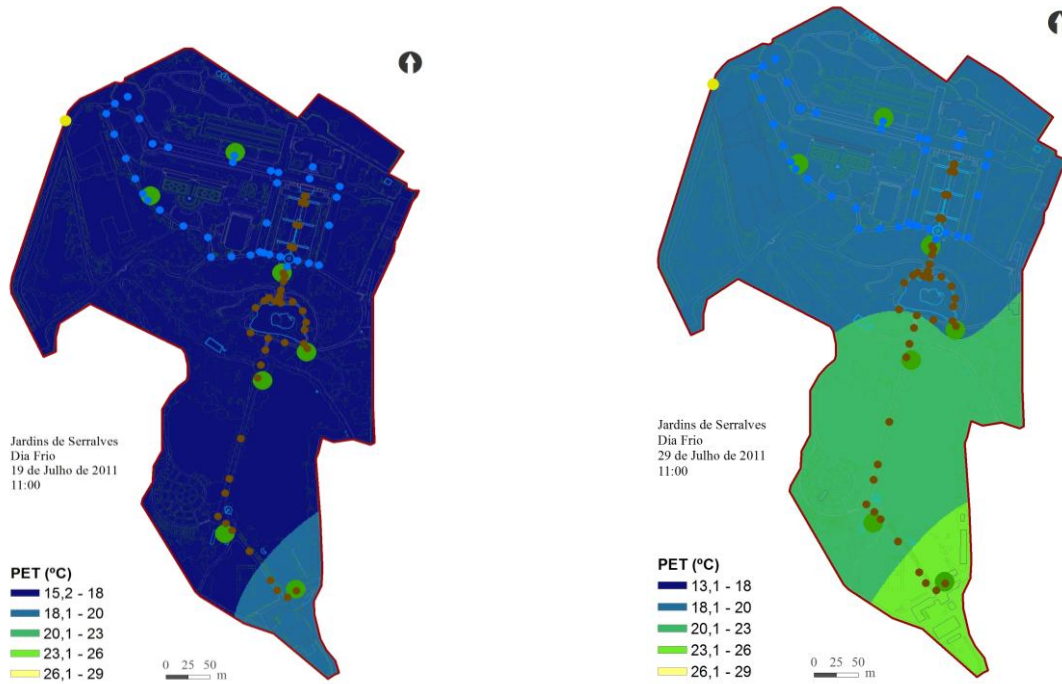 Jardins de Serralves
Dia Frio
19 de Julho de 2011
11:00
PET (ºC)
15,2 - 18
18,1 - 20
20,1 - 23
23,1 - 26
26,1 - 29
0 25 50
m
Jardins de Serralves
Dia Frio
29 de Julho de 2011
11:00
PET (ºC)
13,1 - 18
18,1 - 20
20,1 - 23
23,1 - 26
26,1 - 29
0 25 50
m